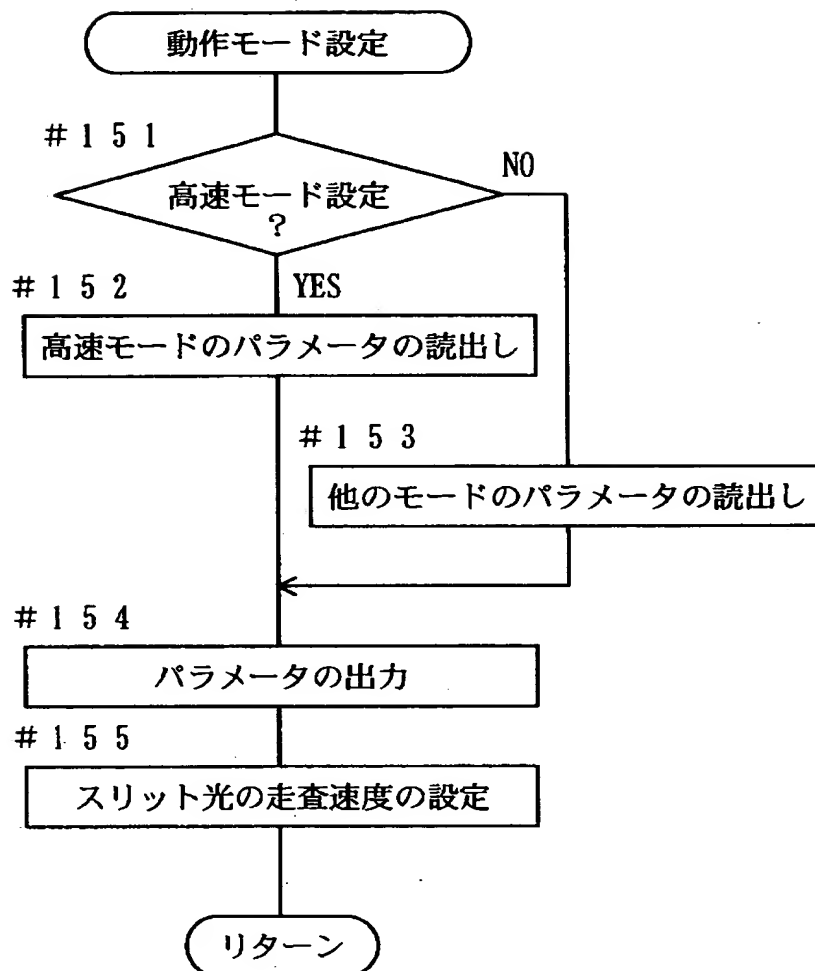 動作モード設定
#151
NO
高速モード設定
?
#152
YES
高速モードのパラメータの読出し
#153
他のモードのパラメータの読出し
#154
パラメータの出力
#155
スリット光の走査速度の設定
リターン